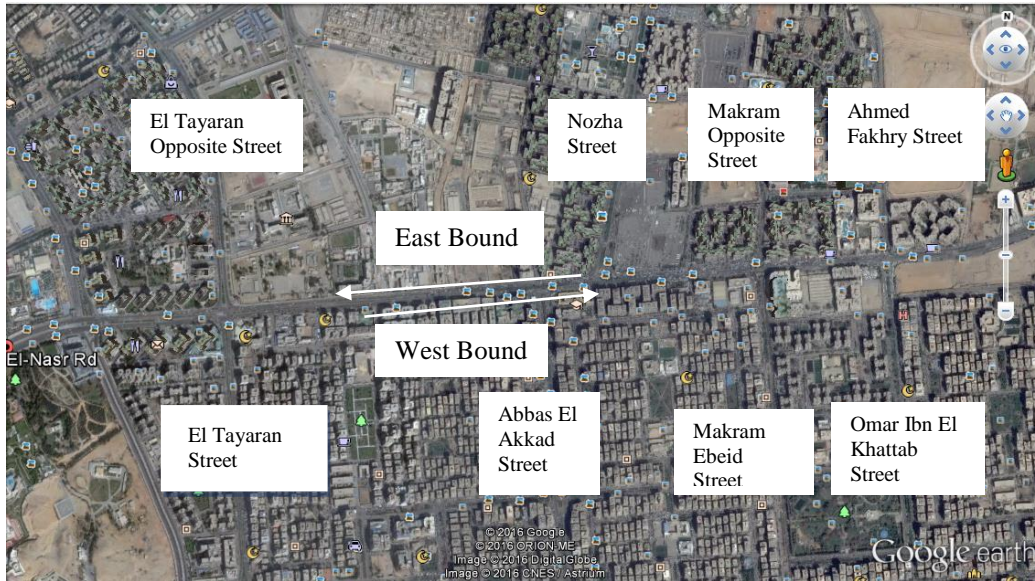 N
El Tayaran
Opposite Street
Nozha
Street
Makram
Opposite
Street
Ahmed
Fakhry Street
East Bound
West Bound
El-Nasr Rd
El Tayaran
Street
Abbas El
Akkad
Street
Makram
Ebeid
Street
Omar Ibn El
Khattab
Street
© 2016 Google
© 2016 ORION-ME
Image © 2016 DigitalGlobe
Image © 2016 CNES / Astrium
Google earth